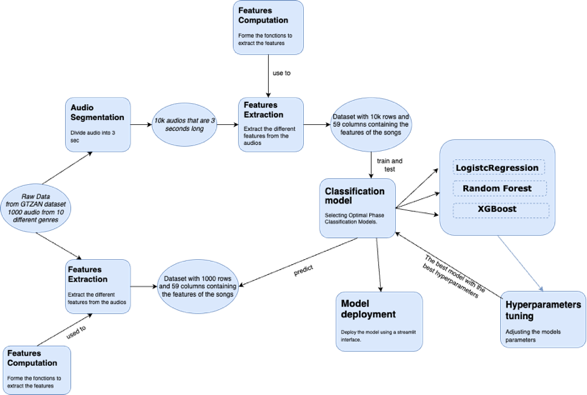 Features
Computation
Forme the fonctions to
extract the features
use to
Audio
Segmentation
Divide audio into 3
sec
10k audios that are 3
seconds long
Features
Extraction
Extract the different
features from the
audios
Dataset with 10k rows and
59 columns containing
the features of the songs
train and
test
LogistcRegression
Random Forest
XGBoost
Classification
model
Selecting Optimal Phase
Classification Models.
Raw Data
from GTZAN dataset
1000 audio from 10
different genres
Features
Extraction
Extract the different
features from the audios
Dataset with 1000 rows
and 59 columns containing
the features of the songs
predict
The best model with the
best hyperparameters
Model
deployment
Deploy the model using a streamlit
interface.
Hyperparameters
tuning
Adjusting the models
parameters
used to
Features
Computation
Forme the fonctions to
extract the features